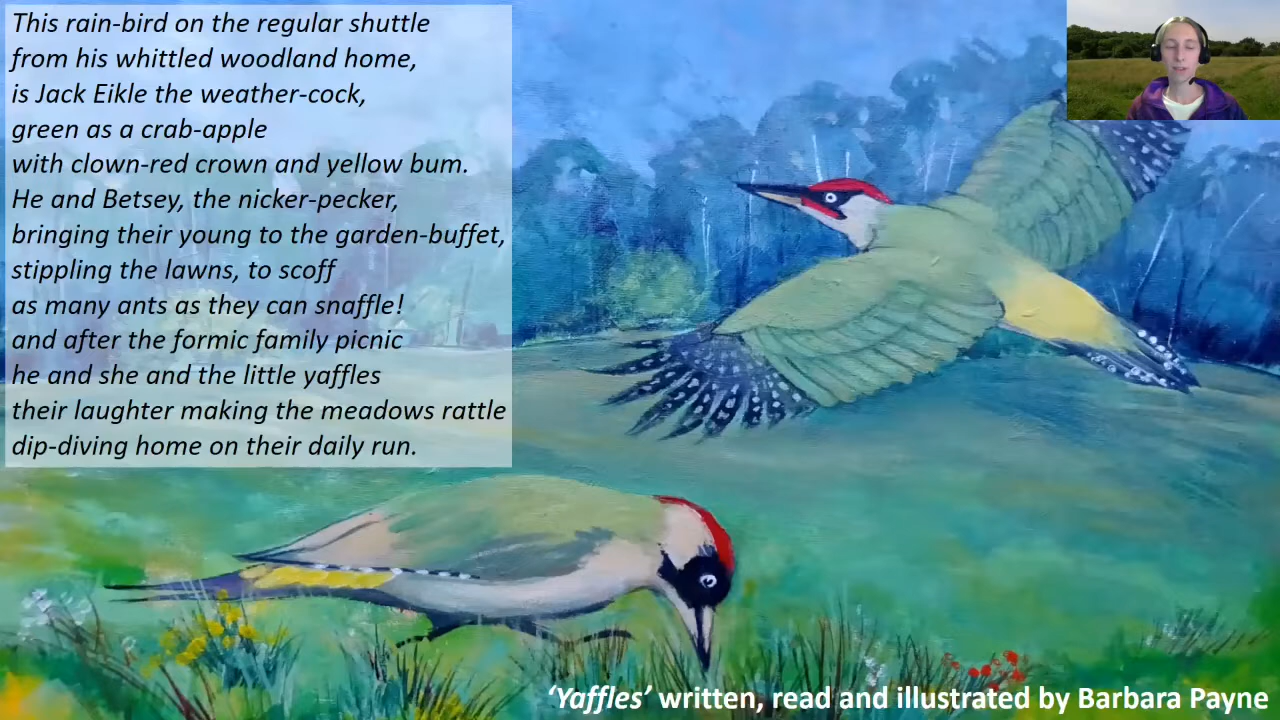 This rain-bird on the regular shuttle
from his whittled woodland home,
is Jack Eikle the weather-cock,
green as a crab-apple
with clown-red crown and yellow bum.
He and Betsey, the nicker-pecker,
bringing their young to the garden-buffet,
stippling the lawns, to scoff
as many ants as they can snaffle!
and after the formic family picnic
he and she and the little yaffles
their laughter making the meadows rattle
dip-diving home on their daily run.
‘Yaffles’ written, read and illustrated by Barbara Payne